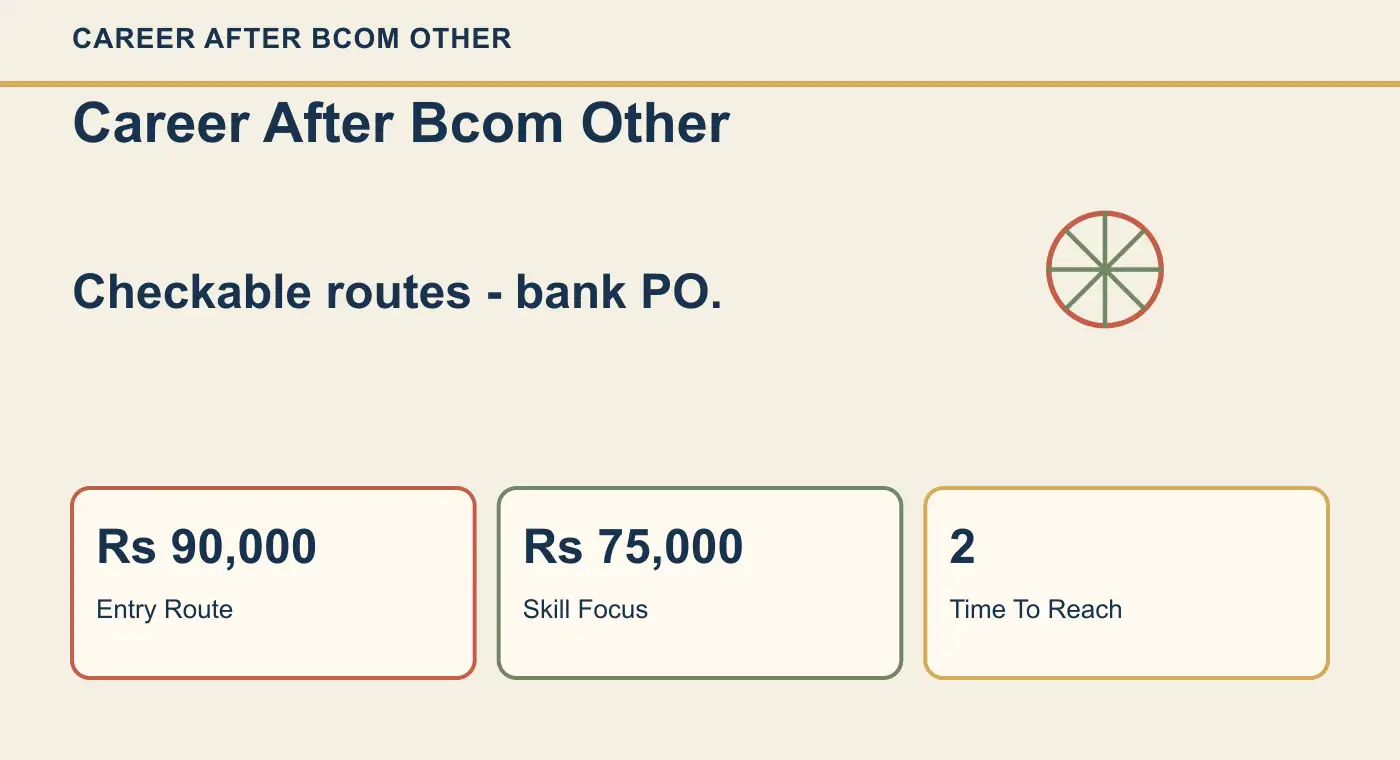 CAREER AFTER BCOM OTHER
Career After Bcom Other
Checkable routes - bank PO.
Rs 90,000
Entry Route
Rs 75,000
Skill Focus
2
Time To Reach